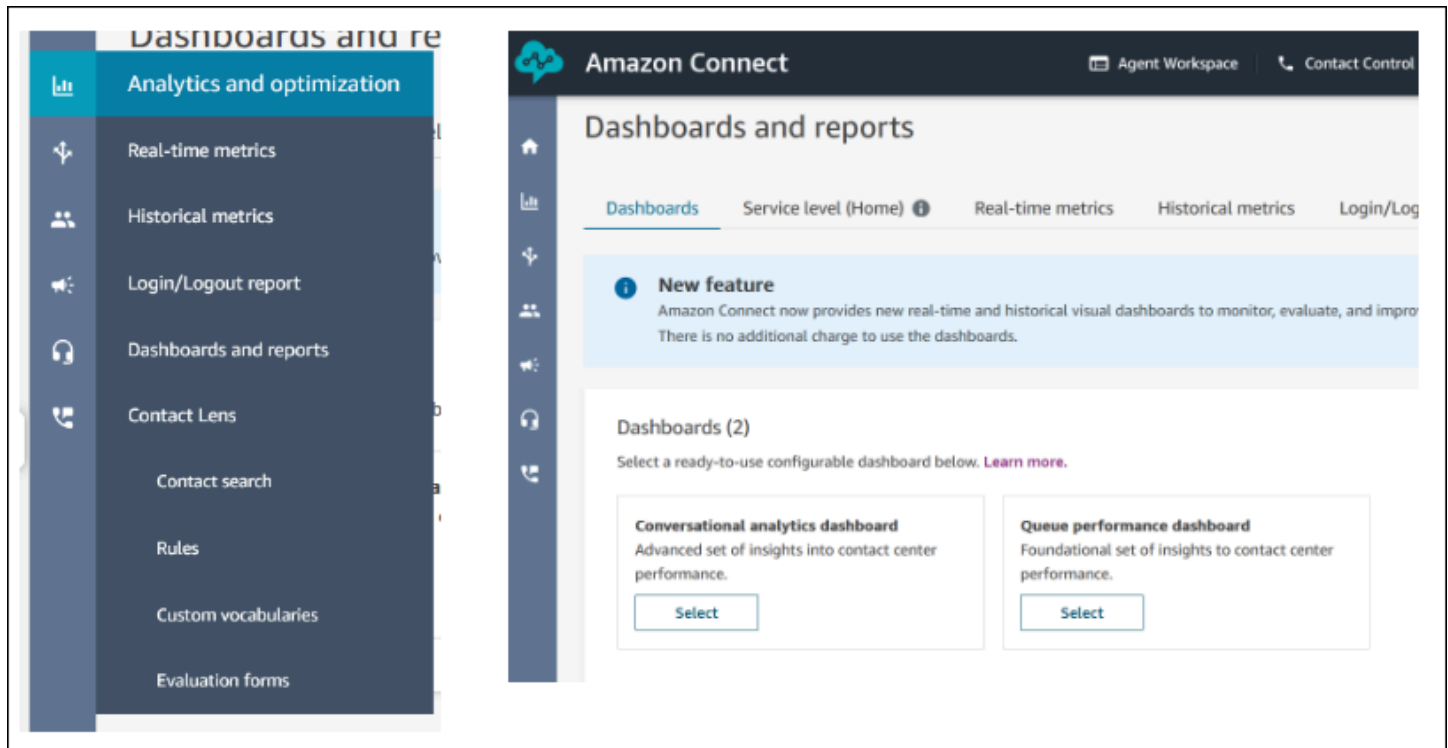 Dashboards and re
Analytics and optimization
Real-time metrics
Historical metrics
Login/Logout report
Dashboards and reports
Contact Lens
Contact search
Rules
Custom vocabularies
Evaluation forms
Amazon Connect
Agent Workspace
Contact Control
Dashboards and reports
Dashboards Service level (Home) Real-time metrics Historical metrics Login/Log
New feature
Amazon Connect now provides new real-time and historical visual dashboards to monitor, evaluate, and impro
There is no additional charge to use the dashboards.
Dashboards (2)
Select a ready-to-use configurable dashboard below. Learn more.
Conversational analytics dashboard
Advanced set of insights into contact center
performance.
Select
Queue performance dashboard
Foundational set of insights to contact center
performance.
Select